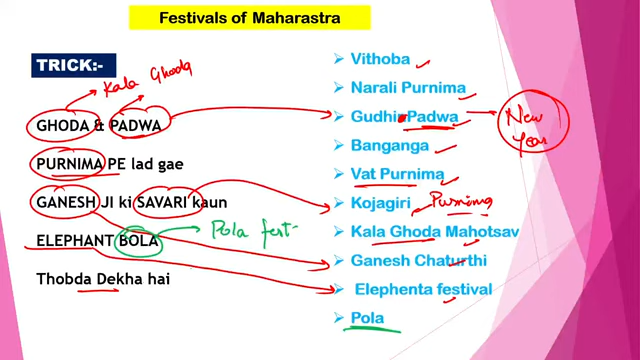 Festivals of Maharastra
TRICK:-
Kala Ghoda
GHODA & PADWA
PURNIMA PE lad gae
GANESH JI ki SAVARI kaun
ELEPHANT BOLA
Pola fest
Thobda Dekha hai
Vithoba
Narali Purnima
Gudhi Padwa
New Year
Banganga
Vat Purnima
Kojagiri Purnima
Kala Ghoda Mahotsav
Ganesh Chaturthi
Elephenta festival
Pola